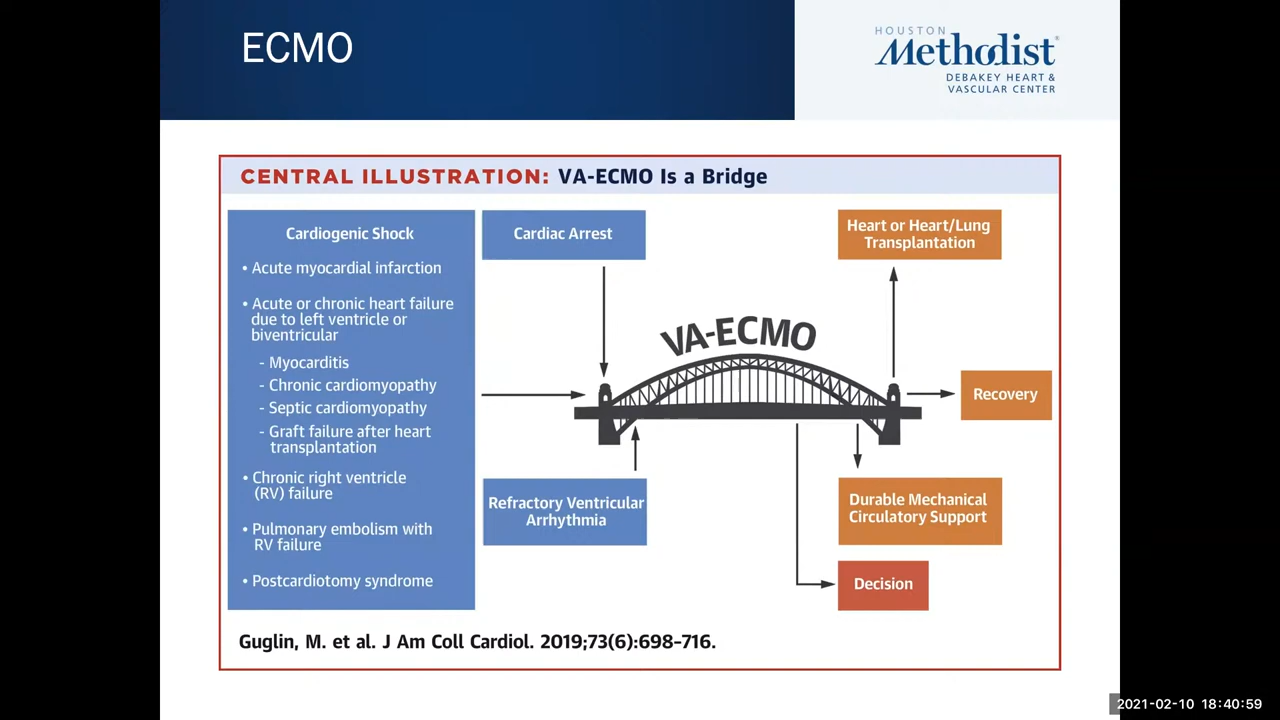 ECMO
HOUSTON
Methodist®
DEBAKEY HEART &
VASCULAR CENTER
CENTRAL ILLUSTRATION: VA-ECMO Is a Bridge
Cardiogenic Shock
• Acute myocardial infarction
• Acute or chronic heart failure
due to left ventricle or
biventricular
- Myocarditis
- Chronic cardiomyopathy
- Septic cardiomyopathy
- Graft failure after heart
transplantation
• Chronic right ventricle
(RV) failure
• Pulmonary embolism with
RV failure
• Postcardiotomy syndrome
Cardiac Arrest
Refractory Ventricular
Arrhythmia
VA-ECMO
Heart or Heart/Lung
Transplantation
Recovery
Durable Mechanical
Circulatory Support
Decision
Guglin, M. et al. J Am Coll Cardiol. 2019;73(6):698-716.
2021-02-10 18:40:59